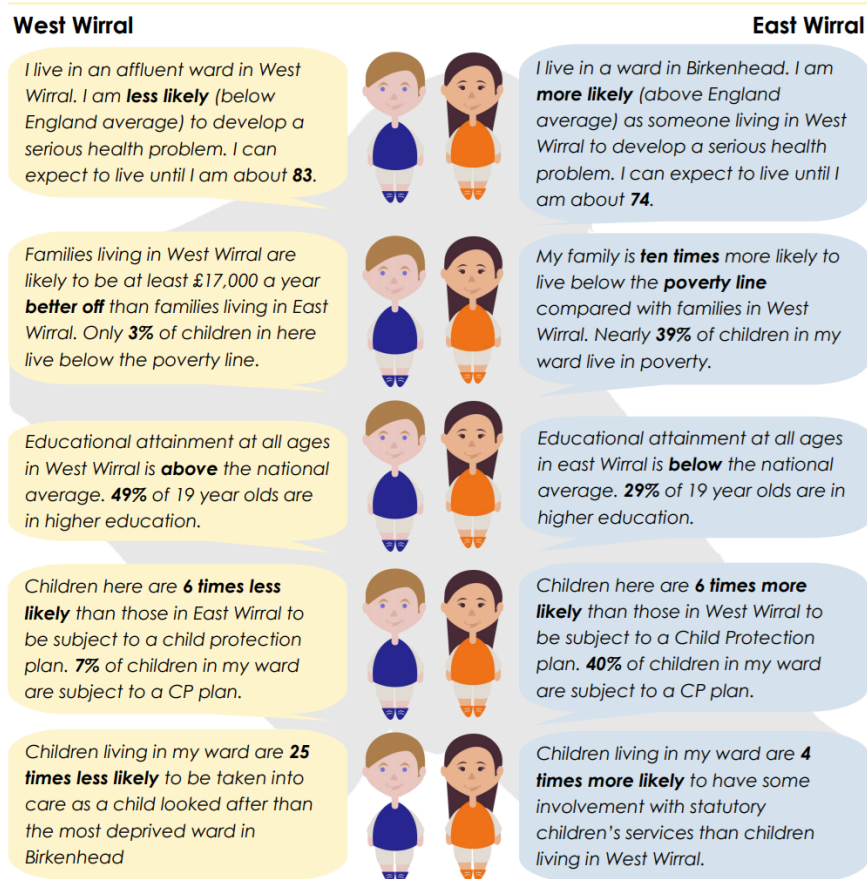 West Wirral
East Wirral
I live in an affluent ward in West
Wirral. I am less likely (below
England average) to develop a
serious health problem. I can
expect to live until I am about 83.
I live in a ward in Birkenhead. I am
more likely (above England
average) as someone living in West
Wirral to develop a serious health
problem. I can expect to live until I
am about 74.
Families living in West Wirral are
likely to be at least £17,000 a year
better off than families living in East
Wirral. Only 3% of children in here
live below the poverty line.
My family is ten times more likely to
live below the poverty line
compared with families in West
Wirral. Nearly 39% of children in my
ward live in poverty.
Educational attainment at all ages
in West Wirral is above the national
average. 49% of 19 year olds are
in higher education.
Educational attainment at all ages
in east Wirral is below the national
average. 29% of 19 year olds are in
higher education.
Children here are 6 times less
likely than those in East Wirral to
be subject to a child protection
plan. 7% of children in my ward
are subject to a CP plan.
Children here are 6 times more
likely than those in West Wirral to
be subject to a Child Protection
plan. 40% of children in my ward
are subject to a CP plan.
Children living in my ward are 25
times less likely to be taken into
care as a child looked after than
the most deprived ward in
Birkenhead
Children living in my ward are 4
times more likely to have some
involvement with statutory
children's services than children
living in West Wirral.